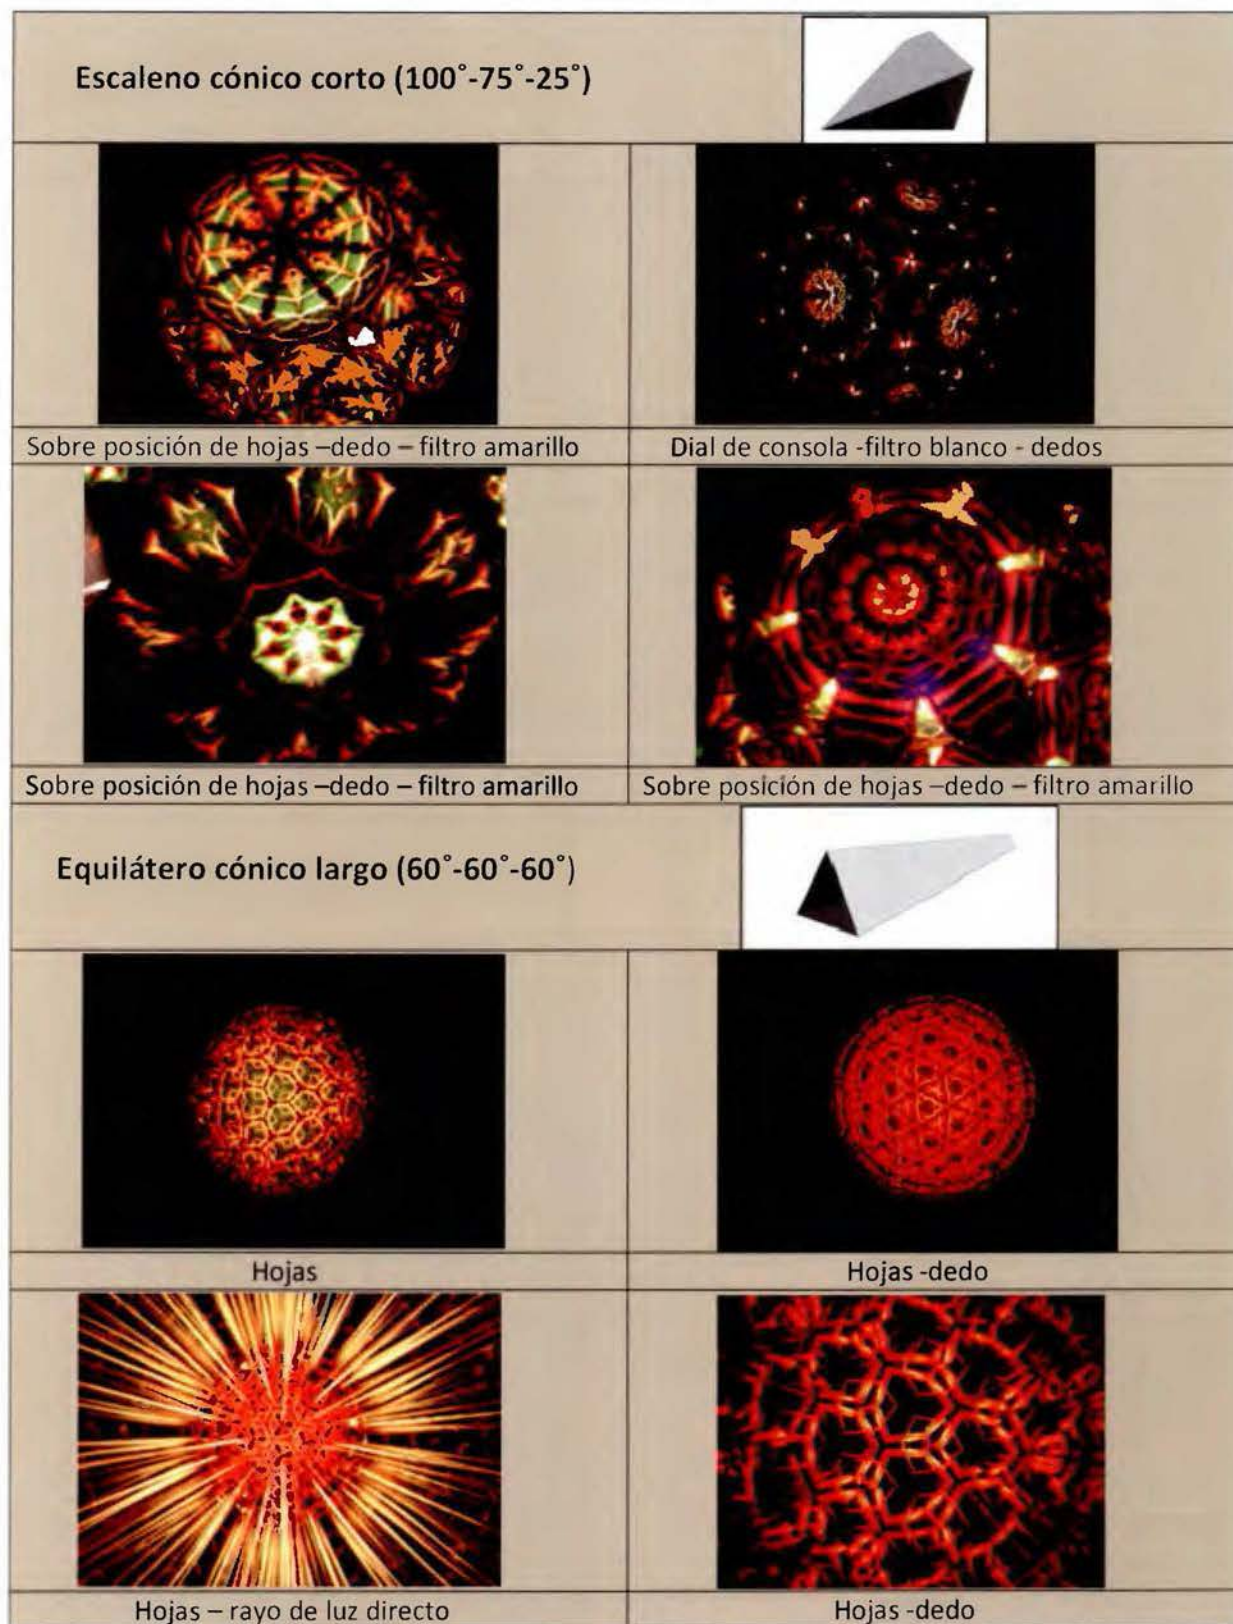 Escaleno cónico corto (100˚-75˚-25˚)
Sobre posición de hojas –dedo – filtro amarillo
Dial de consola -filtro blanco - dedos
Sobre posición de hojas –dedo – filtro amarillo
Sobre posición de hojas –dedo – filtro amarillo
Equilátero cónico largo (60˚-60˚-60˚)
Hojas
Hojas -dedo
Hojas – rayo de luz directo
Hojas -dedo